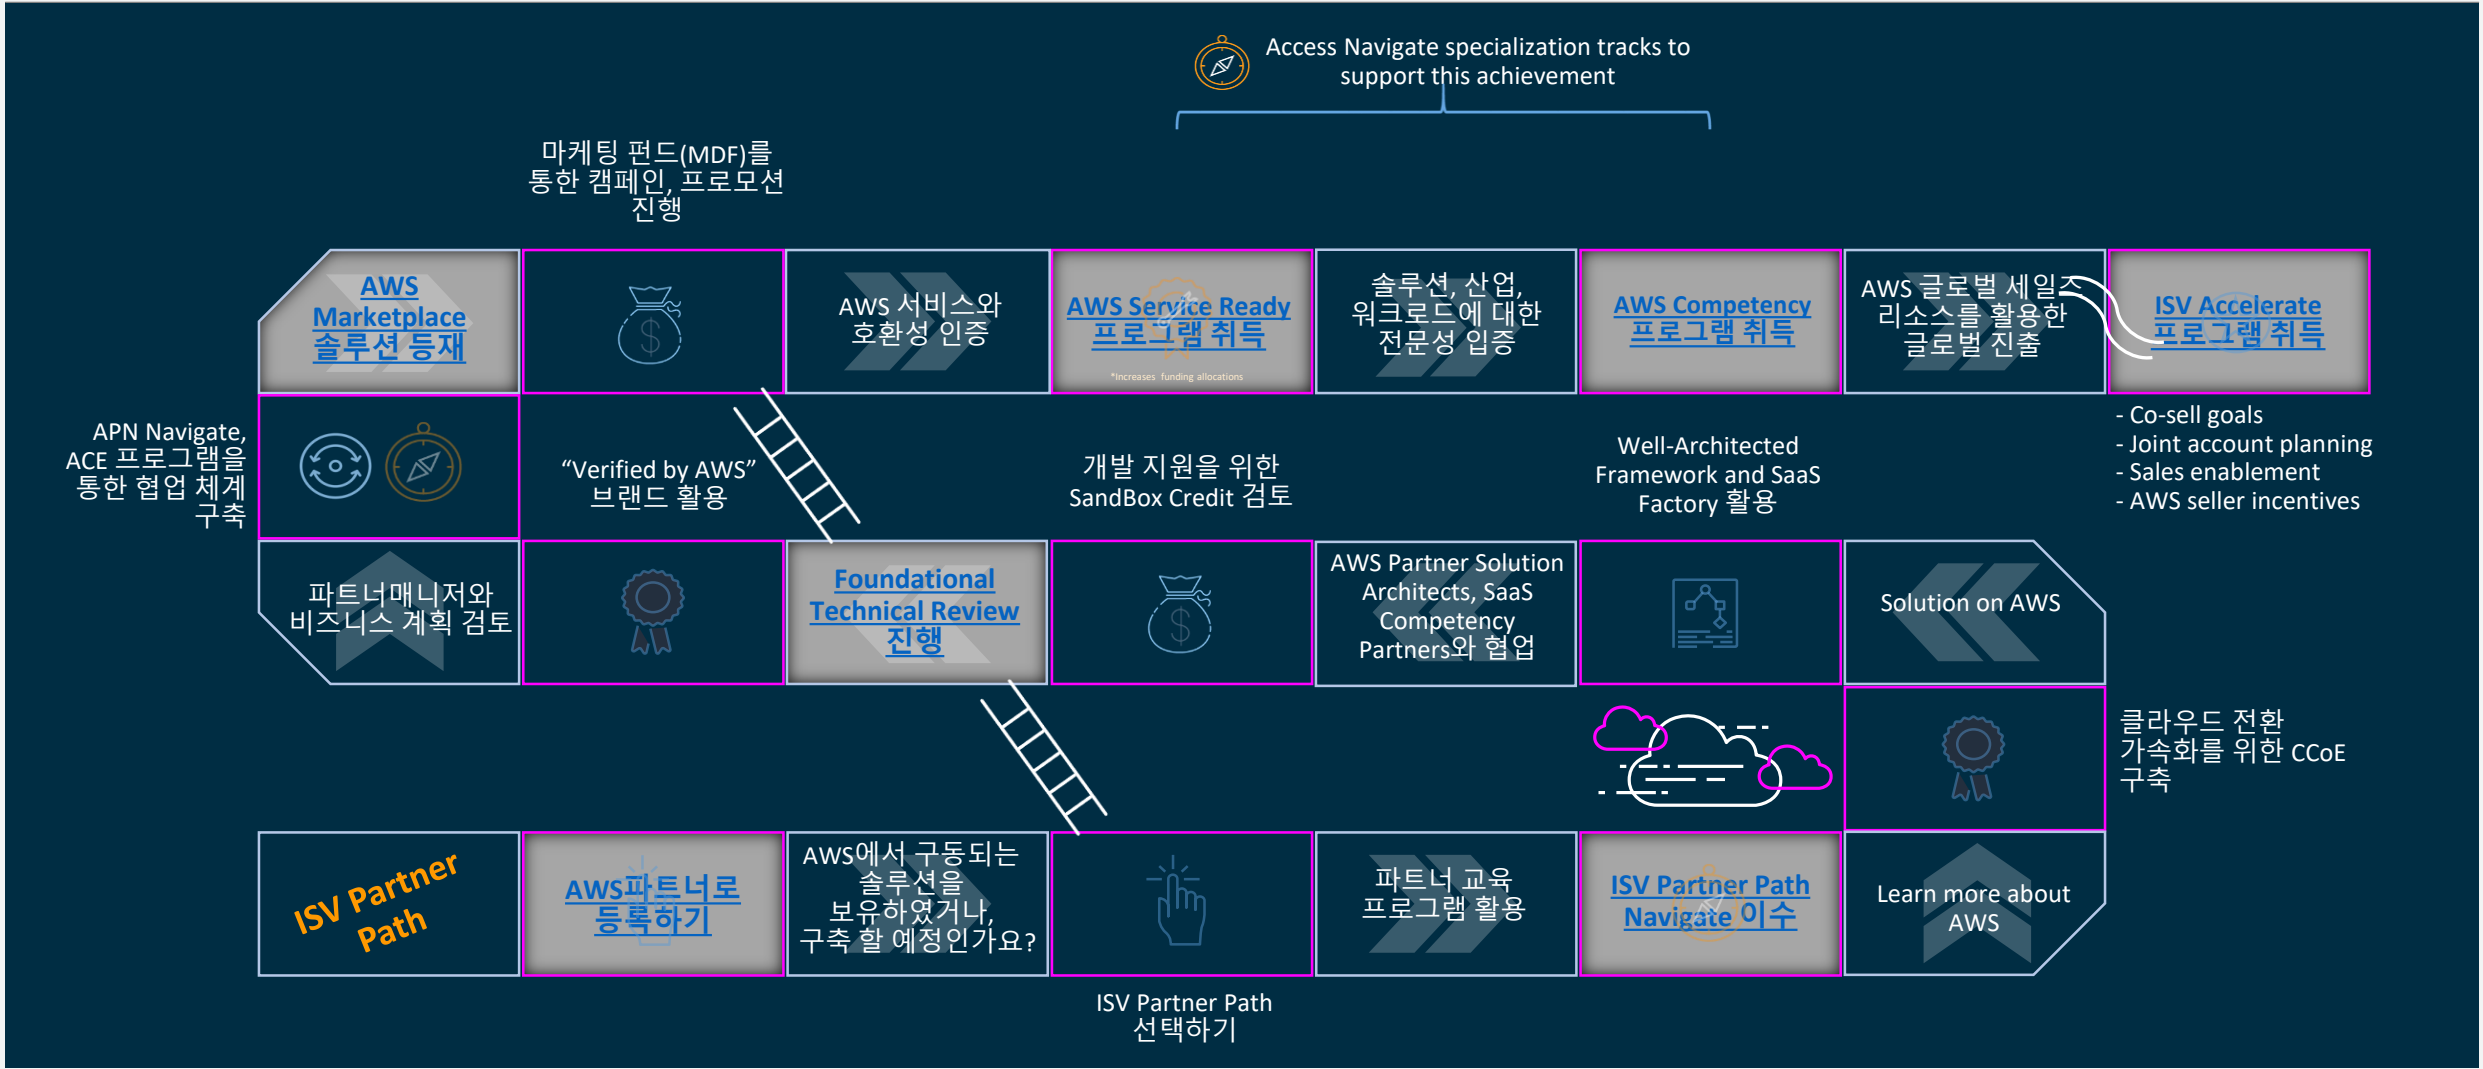 Access Navigate specialization tracks to
support this achievement
마케팅 펀드(MDF)를
통한 캠페인, 프로모션
진행
AWS
Marketplace
솔루션 등재
AWS 서비스와
호환성 인증
AWS Service Ready
프로그램 취득
*Increases funding allocations
솔루션, 산업,
워크로드에 대한
전문성 입증
AWS Competency
프로그램 취득
AWS 글로벌 세일즈
리소스를 활용한
글로벌 진출
ISV Accelerate
프로그램 취득
APN Navigate,
ACE 프로그램을
통한 협업 체계
구축
“Verified by AWS”
브랜드 활용
개발 지원을 위한
SandBox Credit 검토
Well-Architected
Framework and SaaS
Factory 활용
- Co-sell goals
- Joint account planning
- Sales enablement
- AWS seller incentives
파트너매니저와
비즈니스 계획 검토
Foundational
Technical Review
진행
AWS Partner Solution
Architects, SaaS
Competency
Partners와 협업
Solution on AWS
클라우드 전환
가속화를 위한 CCoE
구축
ISV Partner
Path
AWS파트너로
등록하기
AWS에서 구동되는
솔루션을
보유하였거나,
구축 할 예정인가요?
파트너 교육
프로그램 활용
ISV Partner Path
Navigate 이수
Learn more about
AWS
ISV Partner Path
선택하기